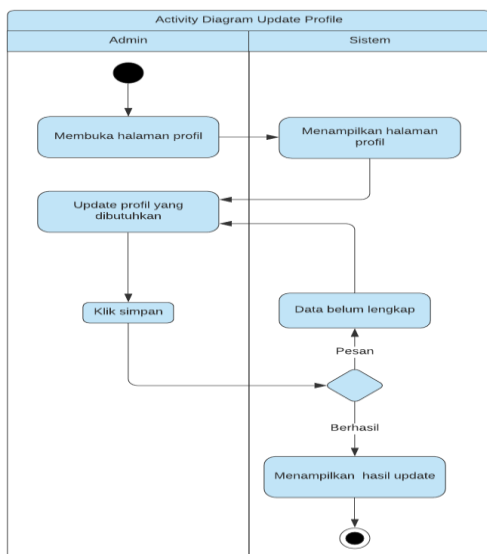 Activity Diagram Update Profile
Admin
Sistem
Membuka halaman profil
Menampilkan halaman
profil
Update profil yang
dibutuhkan
Klik simpan
Data belum lengkap
Pesan
Berhasil
Menampilkan hasil update